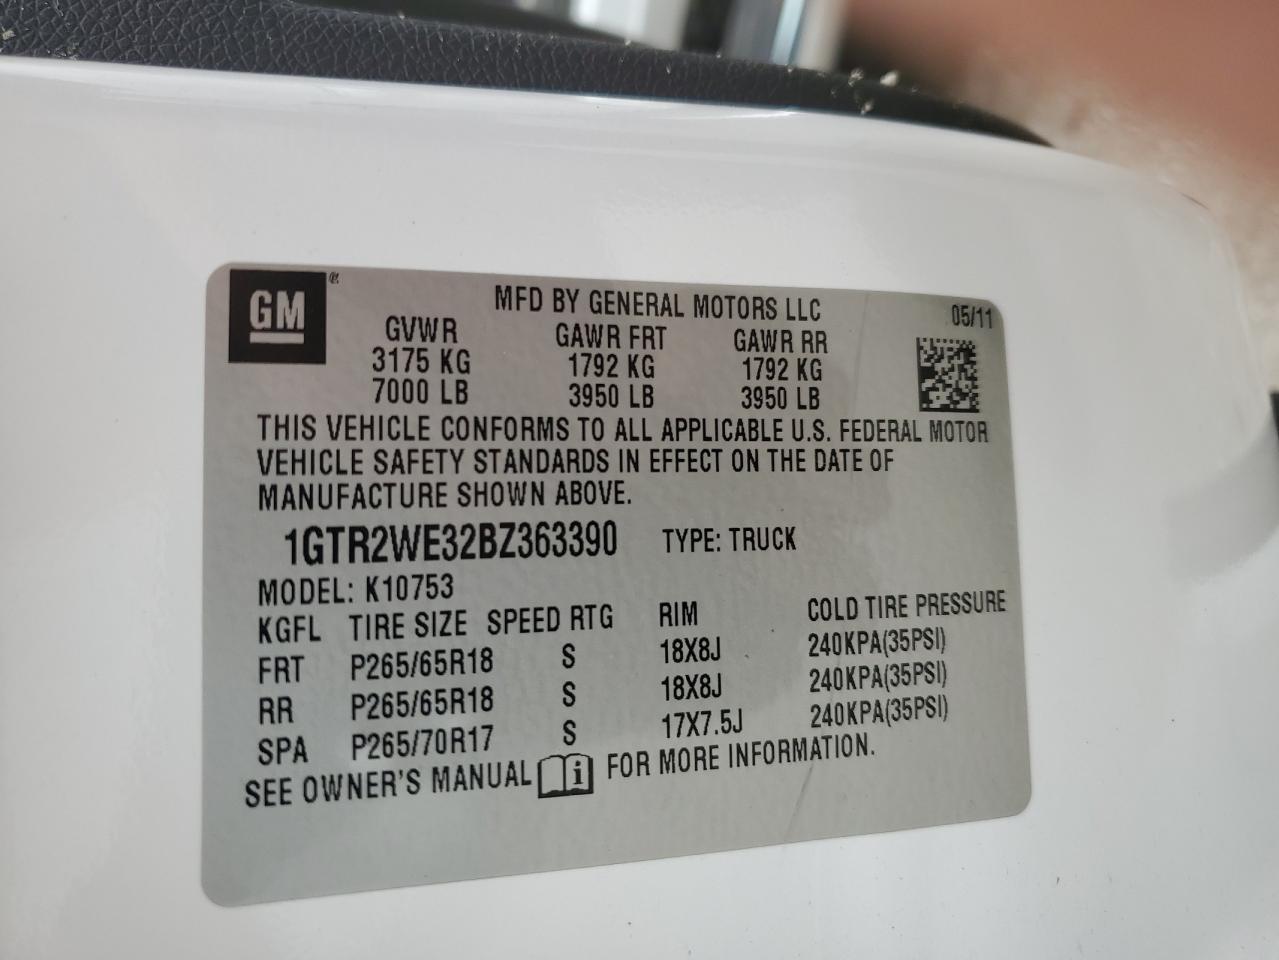 GM
MFD BY GENERAL MOTORS LLC 05/11
GVWR GAWR FRT GAWR RR
3175 KG 1792 KG 1792 KG
7000 LB 3950 LB 3950 LB
THIS VEHICLE CONFORMS TO ALL APPLICABLE U.S. FEDERAL MOTOR
VEHICLE SAFETY STANDARDS IN EFFECT ON THE DATE OF
MANUFACTURE SHOWN ABOVE.
1GTR2WE32BZ363390 TYPE: TRUCK
MODEL: K10753
KGFL TIRE SIZE SPEED RTG RIM COLD TIRE PRESSURE
FRT P265/65R18 S 18X8J 240KPA(35PSI)
RR P265/65R18 S 18X8J 240KPA(35PSI)
SPA P265/70R17 S 17X7.5J 240KPA(35PSI)
SEE OWNER'S MANUAL i FOR MORE INFORMATION.